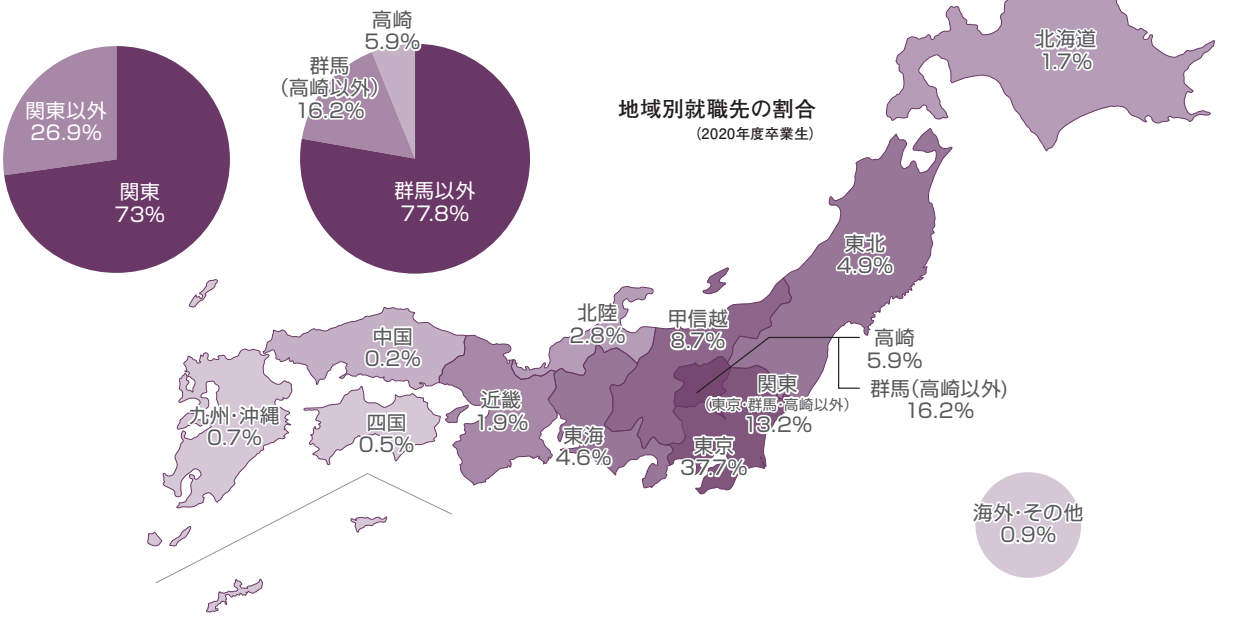 高崎
5.9%
群馬
(高崎以外)
16.2%
関東以外
26.9%
関東
73%
群馬以外
77.8%
地域別就職先の割合
(2020年度卒業生)
北海道
1.7%
東北
4.9%
北陸
2.8%
甲信越
8.7%
中国
0.2%
高崎
5.9%
関東
(東京・群馬・高崎以外)
13.2%
群馬(高崎以外)
16.2%
近畿
1.9%
九州・沖縄
0.7%
四国
0.5%
東海
4.6%
東京
37.7%
海外・その他
0.9%